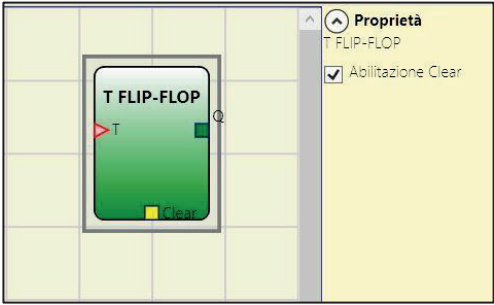 T FLIP-FLOP
T
Q
Clear
Proprietà
T FLIP-FLOP
Abilitazione Clear